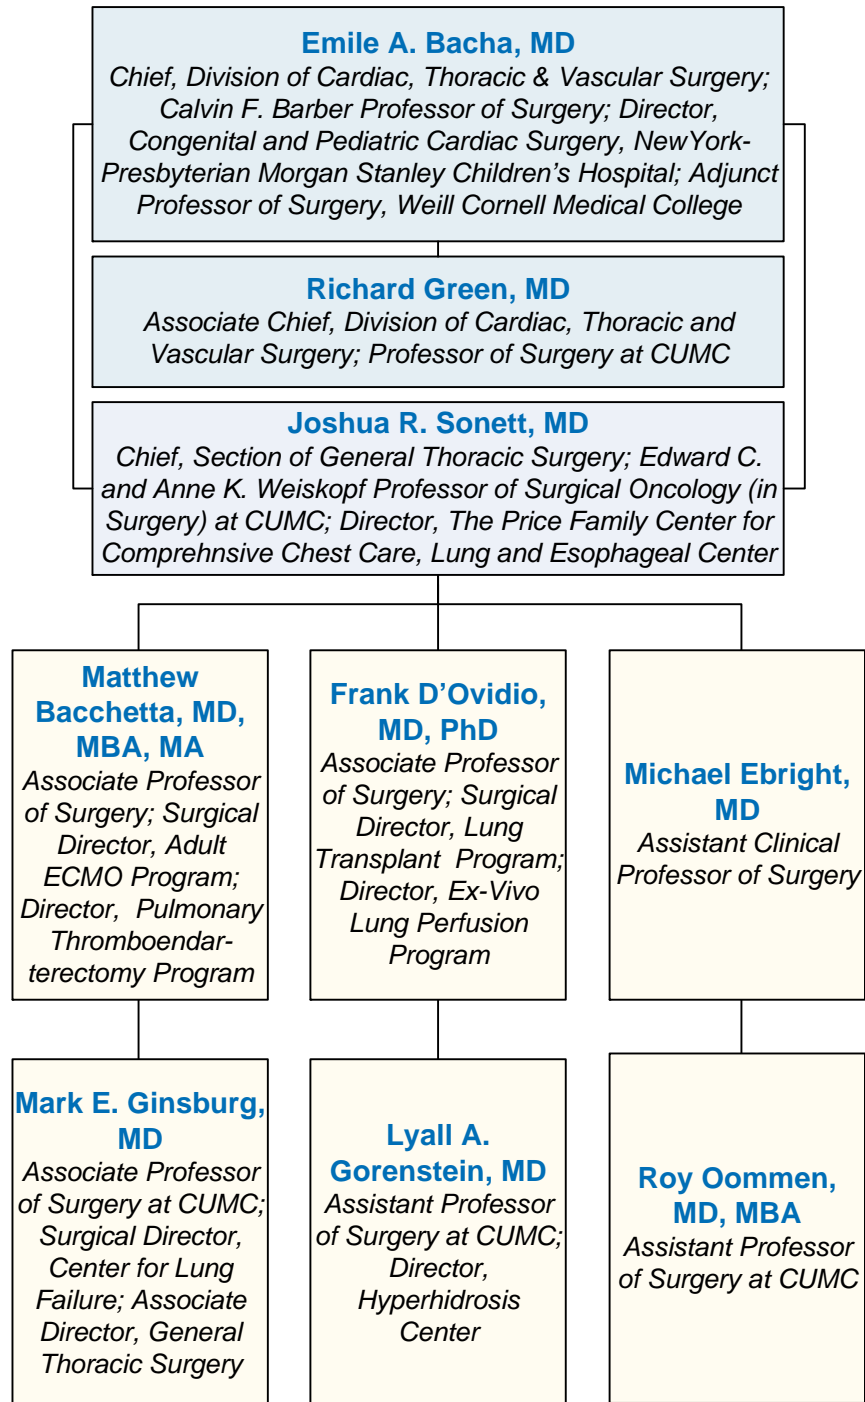 Emile A. Bacha, MD
Chief, Division of Cardiac, Thoracic & Vascular Surgery;
Calvin F. Barber Professor of Surgery; Director,
Congenital and Pediatric Cardiac Surgery, NewYork-
Presbyterian Morgan Stanley Children’s Hospital; Adjunct
Professor of Surgery, Weill Cornell Medical College
Richard Green, MD
Associate Chief, Division of Cardiac, Thoracic and
Vascular Surgery; Professor of Surgery at CUMC
Joshua R. Sonett, MD
Chief, Section of General Thoracic Surgery; Edward C.
and Anne K. Weiskopf Professor of Surgical Oncology (in
Surgery) at CUMC; Director, The Price Family Center for
Comprehnsive Chest Care, Lung and Esophageal Center
Matthew
Bacchetta, MD,
MBA, MA
Associate Professor
of Surgery; Surgical
Director, Adult
ECMO Program;
Director, Pulmonary
Thromboendar-
terectomy Program
Frank D’Ovidio,
MD, PhD
Associate Professor
of Surgery; Surgical
Director, Lung
Transplant Program;
Director, Ex-Vivo
Lung Perfusion
Program
Michael Ebright,
MD
Assistant Clinical
Professor of Surgery
Mark E. Ginsburg,
MD
Associate Professor
of Surgery at CUMC;
Surgical Director,
Center for Lung
Failure; Associate
Director, General
Thoracic Surgery
Lyall A.
Gorenstein, MD
Assistant Professor
of Surgery at CUMC;
Director,
Hyperhidrosis
Center
Roy Oommen,
MD, MBA
Assistant Professor
of Surgery at CUMC